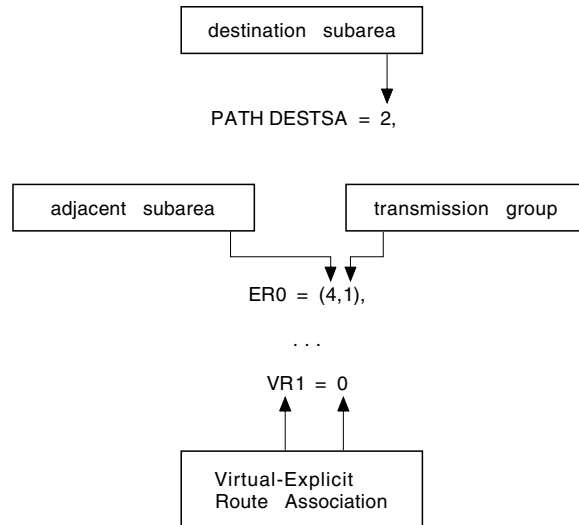 destination subarea
PATH DESTSA = 2,
adjacent subarea
transmission group
ER0 = (4,1),
. . .
VR1 = 0
Virtual-Explicit
Route Association